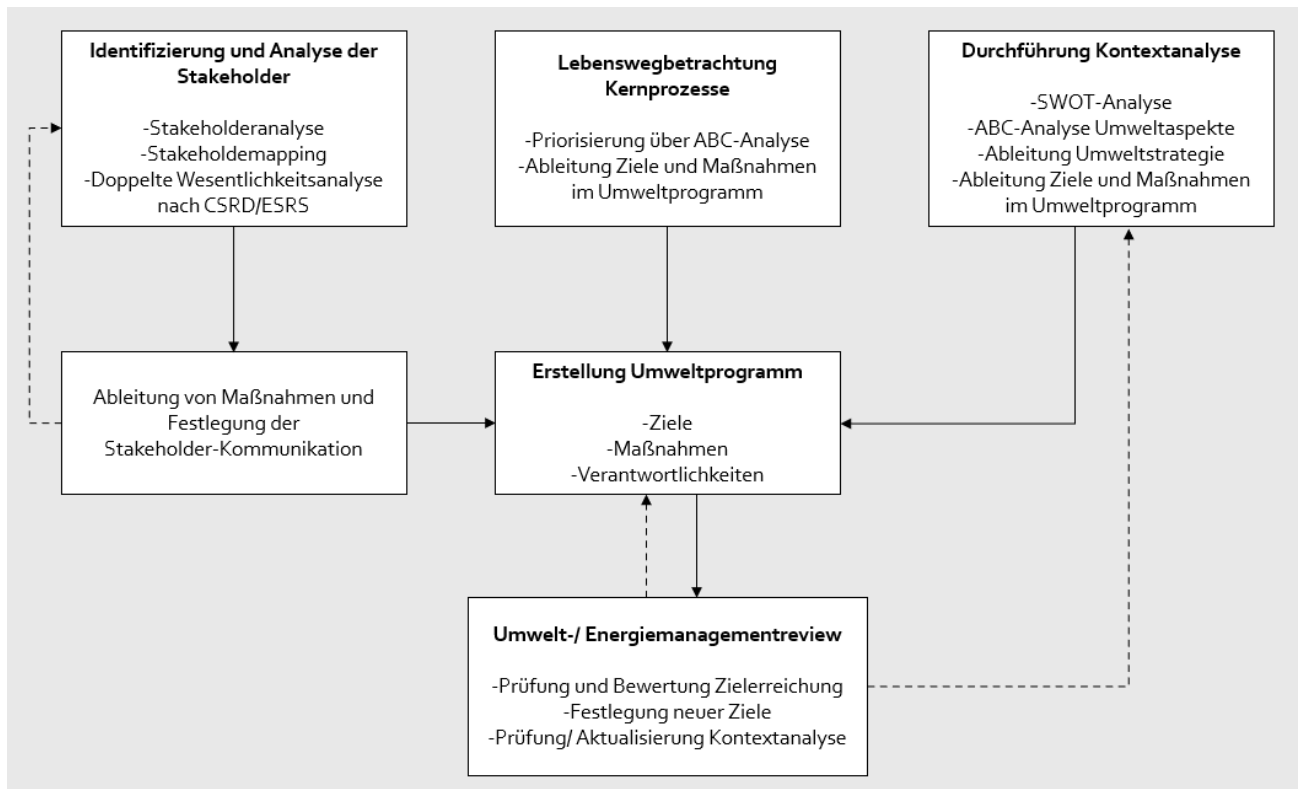 Identifizierung und Analyse der
Stakeholder
-Stakeholderanalyse
-Stakeholdemapping
-Doppelte Wesentlichkeitsanalyse
nach CSRD/ESRS
Lebenswegbetrachtung
Kernprozesse
-Priorisierung über ABC-Analyse
-Ableitung Ziele und Maßnahmen
im Umweltprogramm
Durchführung Kontextanalyse
-SWOT-Analyse
-ABC-Analyse Umweltaspekte
-Ableitung Umweltstrategie
-Ableitung Ziele und Maßnahmen
im Umweltprogramm
Ableitung von Maßnahmen und
Festlegung der
Stakeholder-Kommunikation
Erstellung Umweltprogramm
-Ziele
-Maßnahmen
-Verantwortlichkeiten
Umwelt-/ Energiemanagementreview
-Prüfung und Bewertung Zielerreichung
-Festlegung neuer Ziele
-Prüfung/ Aktualisierung Kontextanalyse